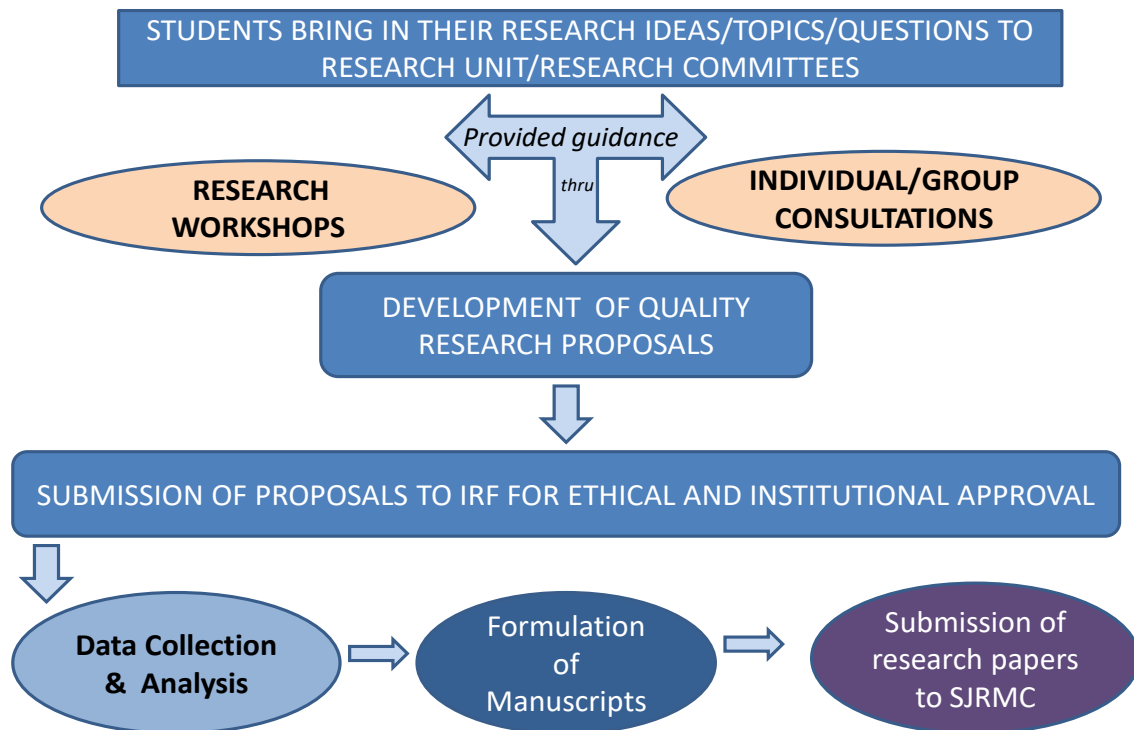 STUDENTS BRING IN THEIR RESEARCH IDEAS/TOPICS/QUESTIONS TO
RESEARCH UNIT/RESEARCH COMMITTEES
Provided guidance
thru
RESEARCH
WORKSHOPS
INDIVIDUAL/GROUP
CONSULTATIONS
DEVELOPMENT OF QUALITY
RESEARCH PROPOSALS
SUBMISSION OF PROPOSALS TO IRF FOR ETHICAL AND INSTITUTIONAL APPROVAL
Data Collection
& Analysis
Formulation
of
Manuscripts
Submission of
research papers
to SJRMC